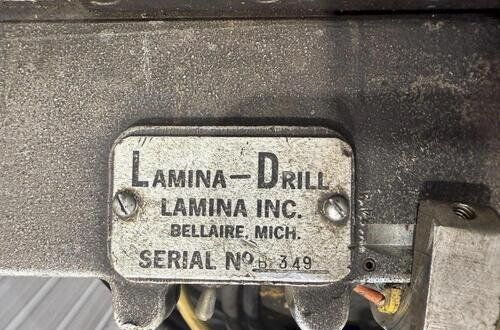 LAMINA-DRILL
LAMINA INC.
BELLAIRE, MICH.
SERIAL No B 349